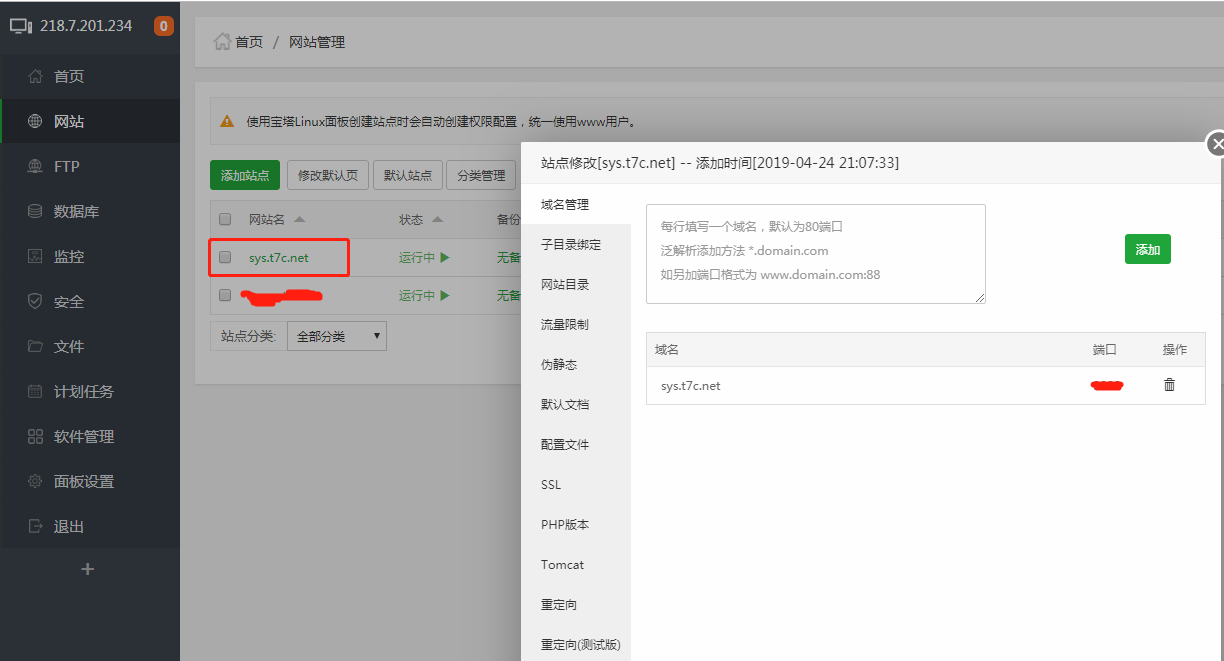 218.7.201.234
0
首页
网站
FTP
数据库
监控
安全
文件
计划任务
软件管理
面板设置
退出
首页 / 网站管理
使用宝塔Linux面板创建站点时会自动创建权限配置，统一使用www用户。
添加站点 修改默认页 默认站点 分类管理
网站名 状态 备份
sys.t7c.net 运行中 无备
运行中 无备
站点分类: 全部分类
站点修改[sys.t7c.net] -- 添加时间[2019-04-24 21:07:33]
域名管理
子目录绑定
网站目录
流量限制
伪静态
默认文档
配置文件
SSL
PHP版本
Tomcat
重定向
重定向(测试版)
每行填写一个域名，默认为80端口
泛解析添加方法 *.domain.com
如另加端口格式为 www.domain.com:88
添加
域名 端口 操作
sys.t7c.net